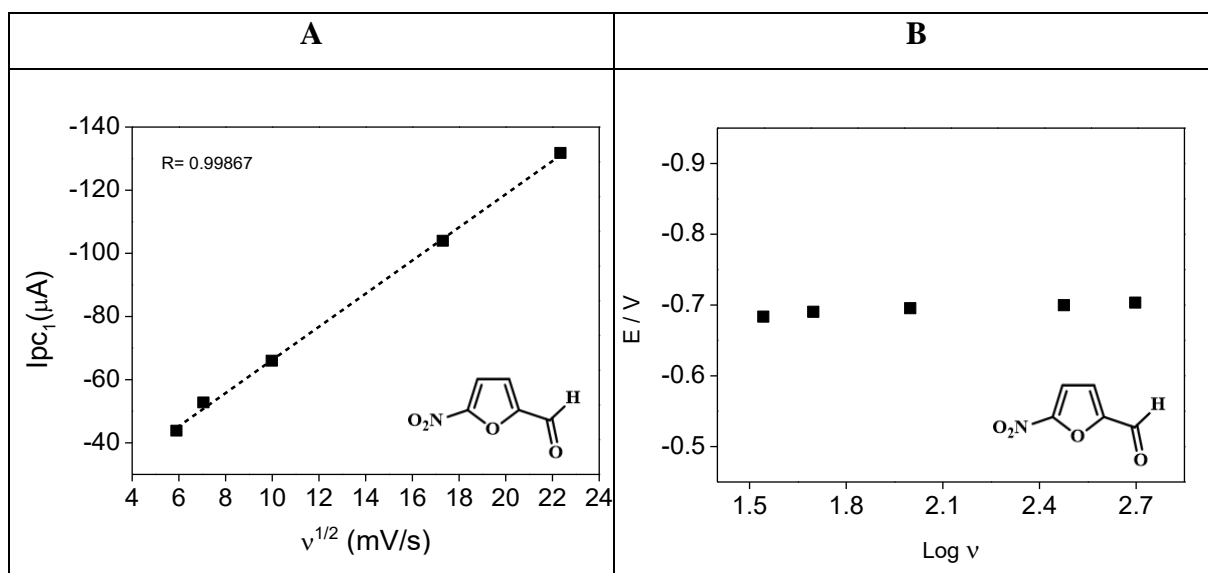 A
B
-140
-120
-100
-80
-60
-40
R= 0.99867
Ipc₁(μA)
O₂N
O
H
O
4 6 8 10 12 14 16 18 20 22 24
ν¹/² (mV/s)
-0.9
-0.8
-0.7
-0.6
-0.5
E / V
O₂N
O
H
O
1.5 1.8 2.1 2.4 2.7
Log ν